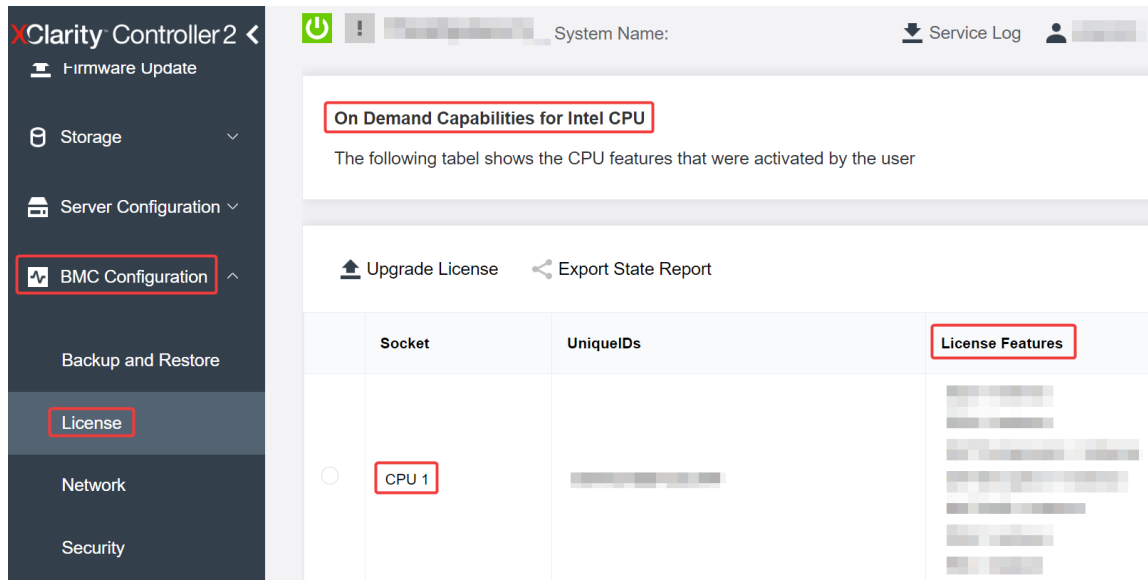 XClarity Controller 2
Firmware Update
Storage
Server Configuration
BMC Configuration
Backup and Restore
License
Network
Security
System Name:
Service Log
On Demand Capabilities for Intel CPU
The following tabel shows the CPU features that were activated by the user
Upgrade License Export State Report
Socket UniqueIDs License Features
CPU 1